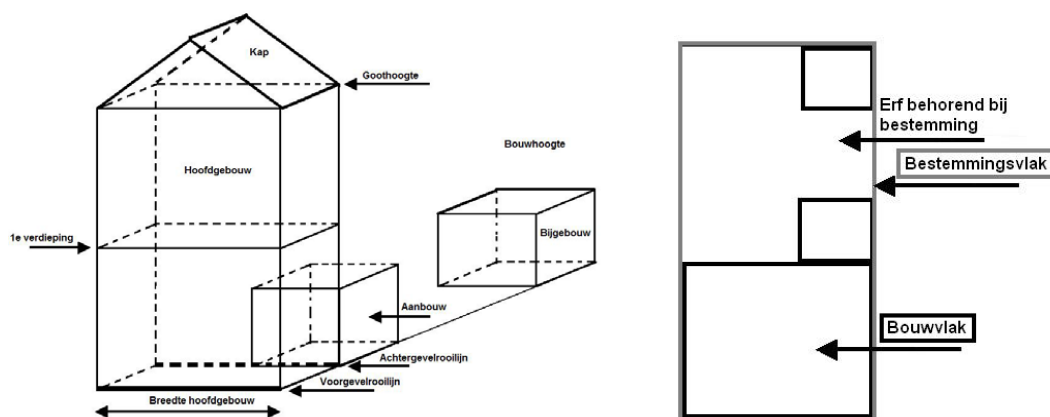 Kap
Goothoogte
Hoofdgebouw
Bouwhoogte
1e verdieping
Bijgebouw
Aanbouw
Achtergevelrooilijn
Voorgevelrooilijn
Breedte hoofdgebouw
Erf behorend bij
bestemming
Bestemmingsvlak
Bouwvlak